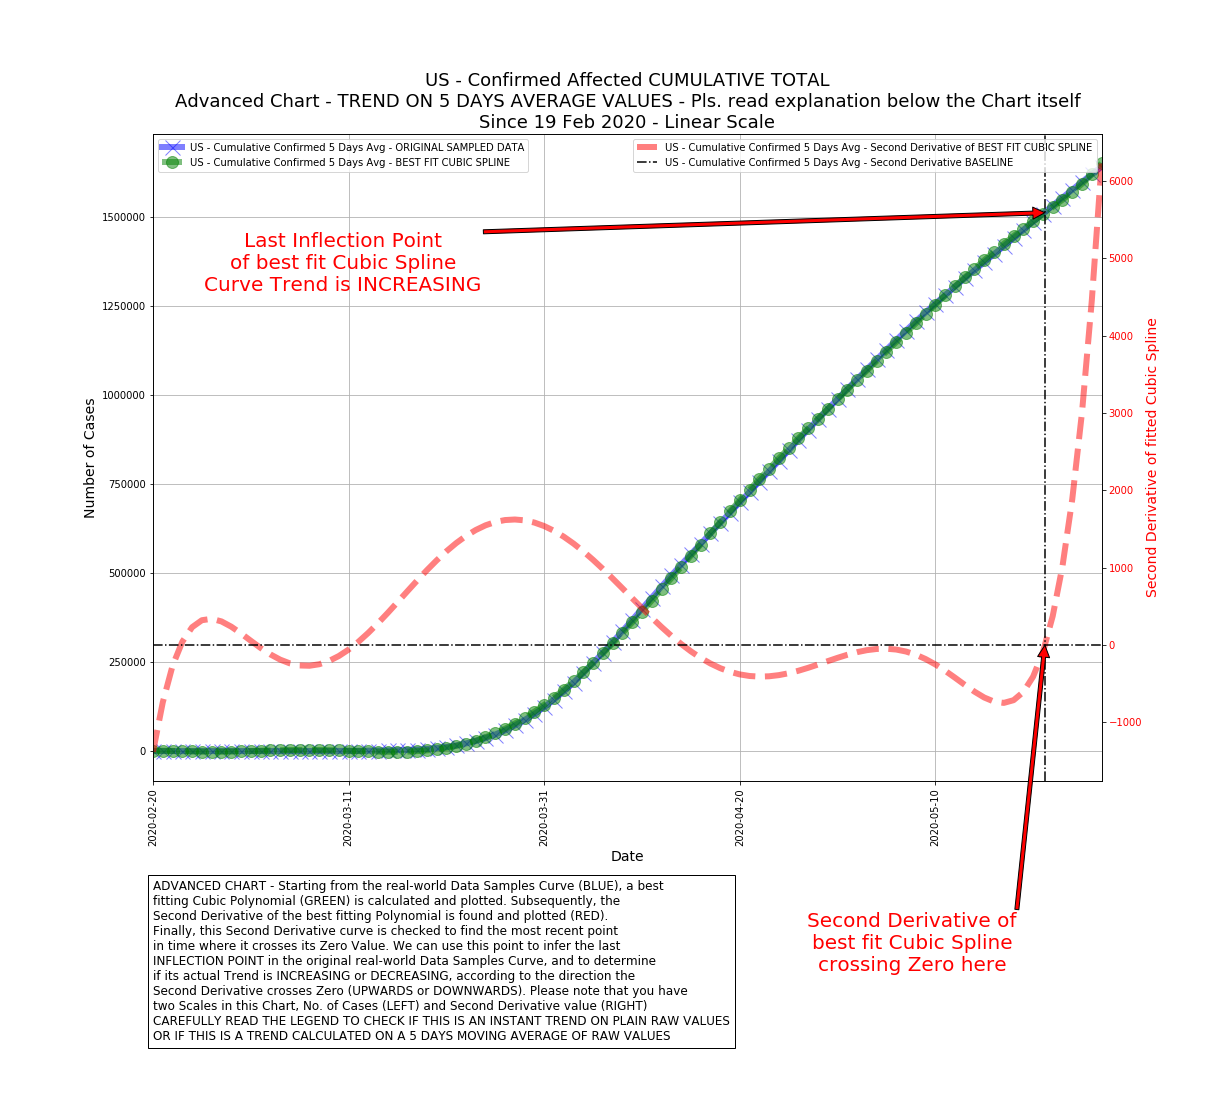 US - Confirmed Affected CUMULATIVE TOTAL
Advanced Chart - TREND ON 5 DAYS AVERAGE VALUES - Pls. read explanation below the Chart itself
Since 19 Feb 2020 - Linear Scale
US - Cumulative Confirmed 5 Days Avg - ORIGINAL SAMPLED DATA
US - Cumulative Confirmed 5 Days Avg - BEST FIT CUBIC SPLINE
US - Cumulative Confirmed 5 Days Avg - Second Derivative of BEST FIT CUBIC SPLINE
US - Cumulative Confirmed 5 Days Avg - Second Derivative BASELINE
Last Inflection Point
of best fit Cubic Spline
Curve Trend is INCREASING
Number of Cases
1500000
1250000
1000000
750000
500000
250000
0
6000
5000
4000
3000
2000
1000
0
−1000
Second Derivative of fitted Cubic Spline
2020-02-20
2020-03-11
2020-03-31
2020-04-20
2020-05-10
Date
ADVANCED CHART - Starting from the real-world Data Samples Curve (BLUE), a best
fitting Cubic Polynomial (GREEN) is calculated and plotted. Subsequently, the
Second Derivative of the best fitting Polynomial is found and plotted (RED).
Finally, this Second Derivative curve is checked to find the most recent point
in time where it crosses its Zero Value. We can use this point to infer the last
INFLECTION POINT in the original real-world Data Samples Curve, and to determine
if its actual Trend is INCREASING or DECREASING, according to the direction the
Second Derivative crosses Zero (UPWARDS or DOWNWARDS). Please note that you have
two Scales in this Chart, No. of Cases (LEFT) and Second Derivative value (RIGHT)
CAREFULLY READ THE LEGEND TO CHECK IF THIS IS AN INSTANT TREND ON PLAIN RAW VALUES
OR IF THIS IS A TREND CALCULATED ON A 5 DAYS MOVING AVERAGE OF RAW VALUES
Second Derivative of
best fit Cubic Spline
crossing Zero here